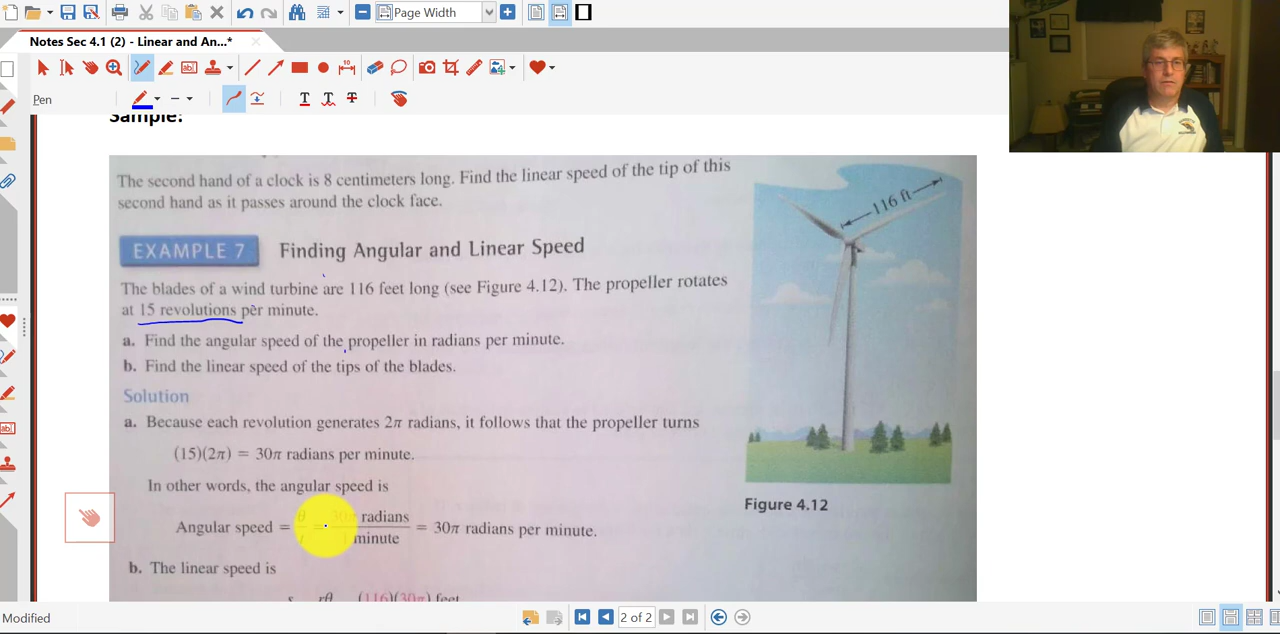 Page Width
Notes Sec 4.1 (2) - Linear and An...*
Pen
Sample:
The second hand of a clock is 8 centimeters long. Find the linear speed of the tip of this
second hand as it passes around the clock face.
EXAMPLE 7 Finding Angular and Linear Speed
The blades of a wind turbine are 116 feet long (see Figure 4.12). The propeller rotates
at 15 revolutions per minute.
a. Find the angular speed of the propeller in radians per minute.
b. Find the linear speed of the tips of the blades.
Solution
a. Because each revolution generates 2π radians, it follows that the propeller turns
(15)(2π) = 30π radians per minute.
In other words, the angular speed is
Angular speed = θ/t = 30π radians / 1 minute = 30π radians per minute.
b. The linear speed is
s rθ (116)(30π) feet
116 ft
Figure 4.12
Modified
2 of 2